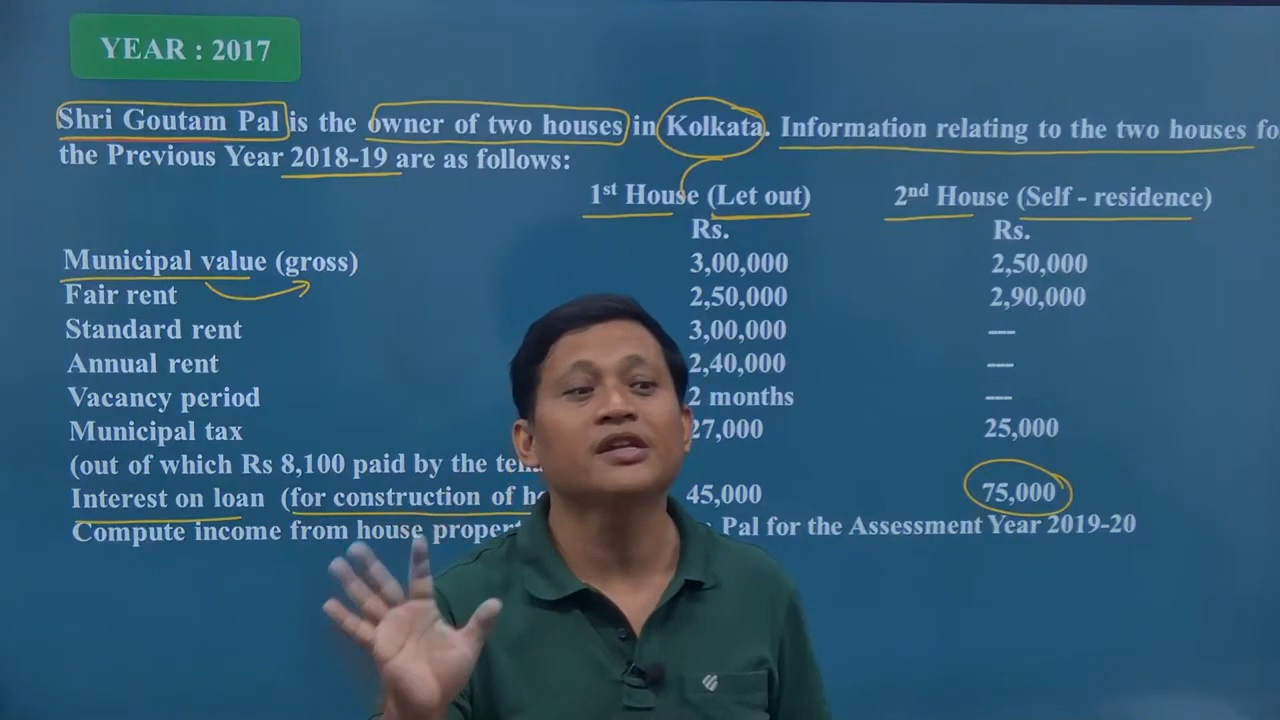 YEAR : 2017
Shri Goutam Pal is the owner of two houses in Kolkata. Information relating to the two houses fo
the Previous Year 2018-19 are as follows:
1st House (Let out) 2nd House (Self - residence)
Rs. Rs.
Municipal value (gross) 3,00,000 2,50,000
Fair rent 2,50,000 2,90,000
Standard rent 3,00,000 ---
Annual rent 2,40,000 ---
Vacancy period 2 months ---
Municipal tax 27,000 25,000
(out of which Rs 8,100 paid by the
Interest on loan (for construction of 45,000 75,000
Compute income from house Pal for the Assessment Year 2019-20